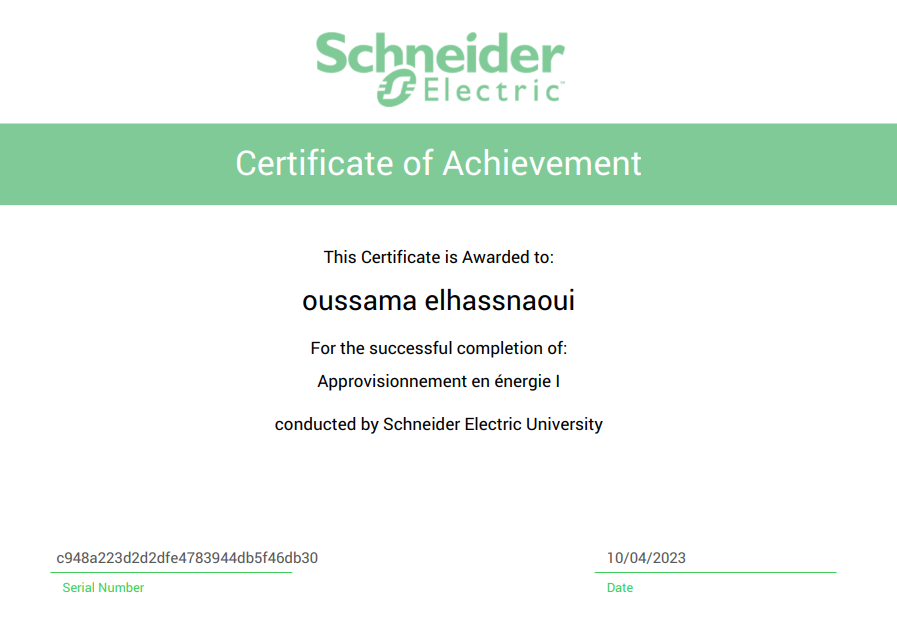 Schneider
Electric™
Certificate of Achievement
This Certificate is Awarded to:
oussama elhassnaoui
For the successful completion of:
Approvisionnement en énergie I
conducted by Schneider Electric University
c948a223d2d2dfe4783944db5f46db30
Serial Number
10/04/2023
Date